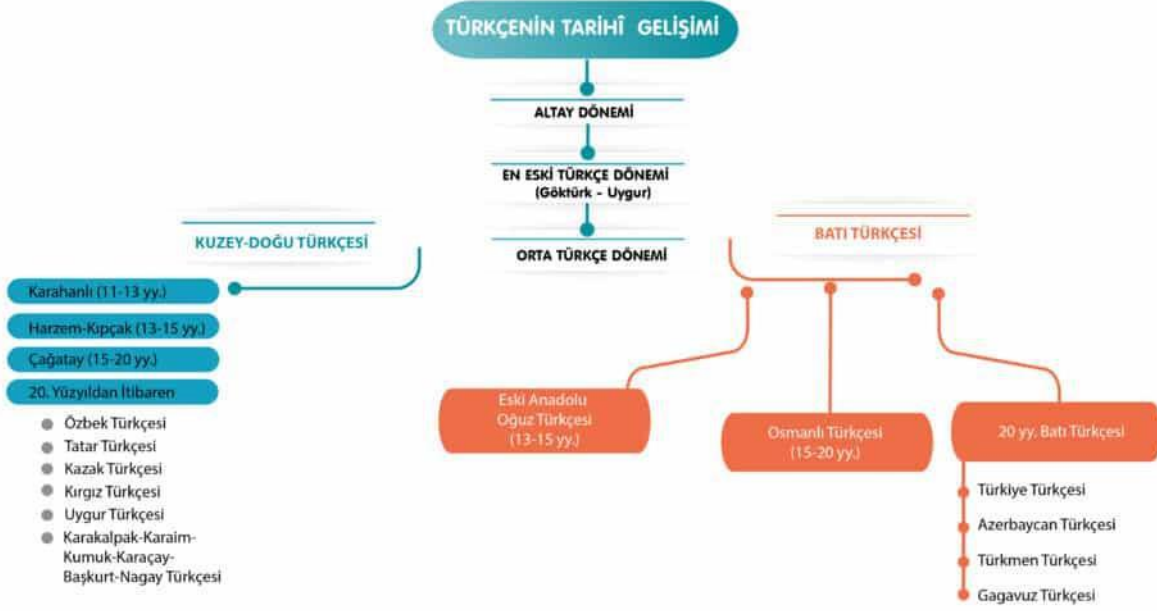 TÜRKÇENİN TARİHÎ GELİŞİMİ
ALTAY DÖNEMİ
EN ESKİ TÜRKÇE DÖNEMİ
(Göktürk - Uygur)
ORTA TÜRKÇE DÖNEMİ
KUZEY-DOĞU TÜRKÇESİ
Karahanlı (11-13 yy.)
Harzem-Kıpçak (13-15 yy.)
Çağatay (15-20 yy.)
20. Yüzyıldan İtibaren
Özbek Türkçesi
Tatar Türkçesi
Kazak Türkçesi
Kırgız Türkçesi
Uygur Türkçesi
Karakalpak-Karaim-
Kumuk-Karaçay-
Başkurt-Nagay Türkçesi
BATI TÜRKÇESİ
Eski Anadolu
Oğuz Türkçesi
(13-15 yy.)
Osmanlı Türkçesi
(15-20 yy.)
20 yy. Batı Türkçesi
Türkiye Türkçesi
Azerbaycan Türkçesi
Türkmen Türkçesi
Gagavuz Türkçesi